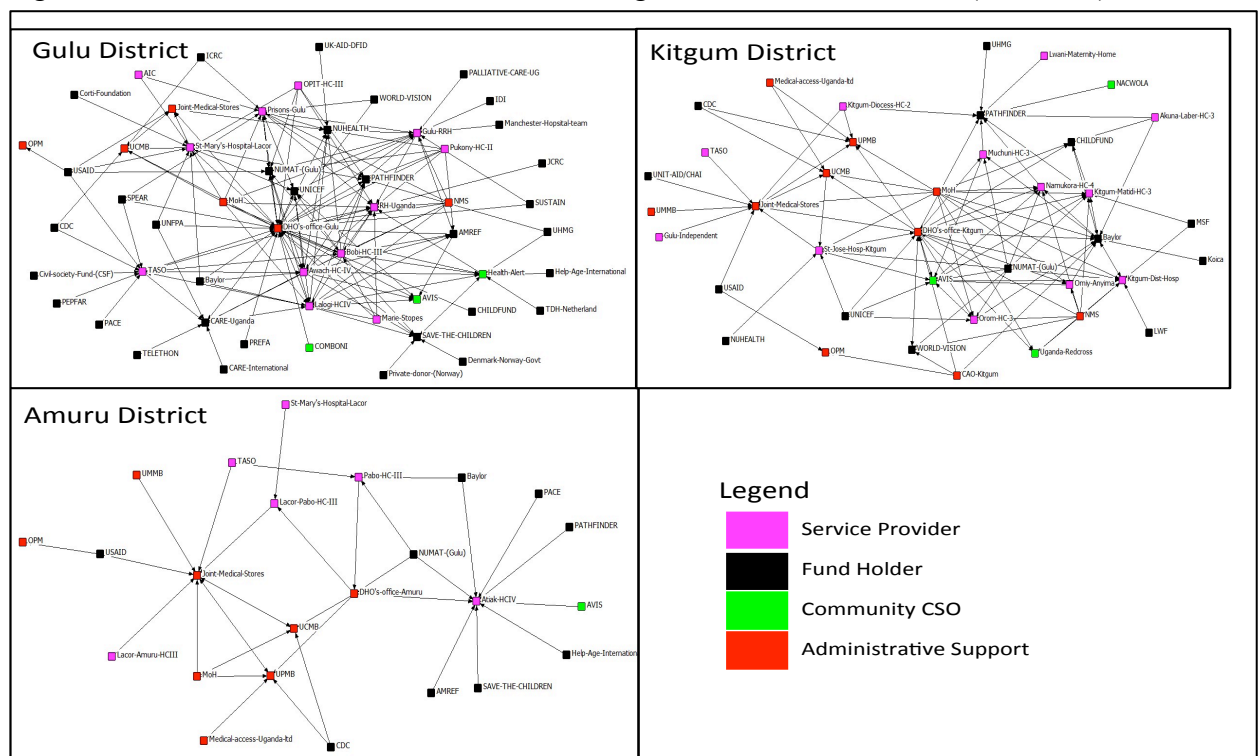 Gulu District
UK-AID-DFID
ICRC
AIC
OPIT-HC-III
PALLIATIVE-CARE-UG
Corti-Foundation
Joint-Medical-Stores
Prisons-Gulu
WORLD-VISION
IDI
NUHEALTH
Gulu-RRH
Manchester-Hopsital-team
OPM
UCMB
St-Mary's-Hospital-Lacor
Pukony-HC-II
USAID
NUMAT-(Gulu)
PATHFINDER
JCRC
SPEAR
UNICEF
MoH
RH-Uganda
NMS
SUSTAIN
CDC
UNFPA
DHO's-office-Gulu
AMREF
UHMG
Bobi-HC-III
Civil-society-Fund-(CSF)
TASO
Baylor
Awach-HC-IV
Health-Alert
Help-Age-International
PEPFAR
AVIS
PACE
CARE-Uganda
Lalogi-HCIV
CHILDFUND
TDH-Netherland
Marie-Stopes
TELETHON
PREFA
COMBONI
SAVE-THE-CHILDREN
CARE-International
Denmark-Norway-Govt
Private-donor-(Norway)
Kitgum District
UHMG
Lwani-Maternity-Home
Medical-access-Uganda-ltd
NACWOLA
CDC
Kitgum-Diocess-HC-2
PATHFINDER
Akuna-Laber-HC-3
UPMB
CHILDFUND
TASO
Muchuni-HC-3
UNIT-AID/CHAI
UCMB
MoH
Namukora-HC-4
Kitgum-Matidi-HC-3
UMMB
Joint-Medical-Stores
MSF
Gulu-Independent
DHO's-office-Kitgum
Baylor
St-Jose-Hosp-Kitgum
Koica
NUMAT-(Gulu)
USAID
AVIS
Omiy-Anyima
Kitgum-Dist-Hosp
UNICEF
Orom-HC-3
NMS
LWF
NUHEALTH
OPM
WORLD-VISION
Uganda-Redcross
CAO-Kitgum
Amuru District
St-Mary's-Hospital-Lacor
UMMB
TASO
Pabo-HC-III
Baylor
Lacor-Pabo-HC-III
PACE
OPM
USAID
PATHFINDER
NUMAT-(Gulu)
Joint-Medical-Stores
DHO's-office-Amuru
Atiak-HCIV
AVIS
UCMB
Lacor-Amuru-HCIII
Help-Age-International
MoH
UPMB
AMREF
SAVE-THE-CHILDREN
Medical-access-Uganda-ltd
CDC
Legend
Service Provider
Fund Holder
Community CSO
Administrative Support